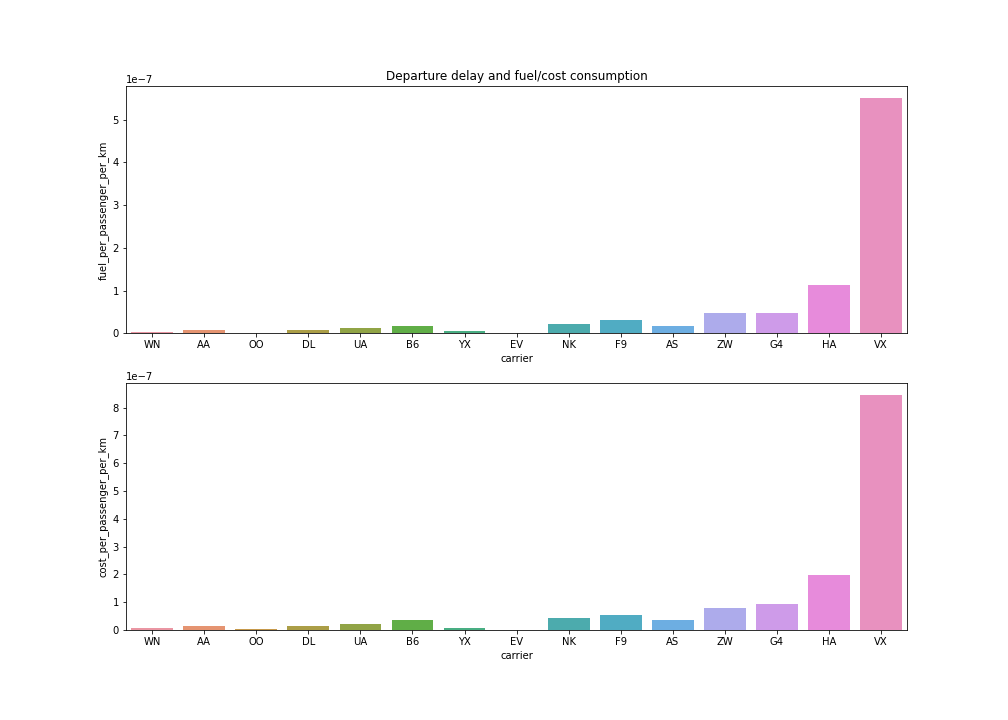 Departure delay and fuel/cost consumption
1e−7
fuel_per_passenger_per_km
5
4
3
2
1
0
WN AA OO DL UA B6 YX EV NK F9 AS ZW G4 HA VX
carrier
1e−7
cost_per_passenger_per_km
8
7
6
5
4
3
2
1
0
WN AA OO DL UA B6 YX EV NK F9 AS ZW G4 HA VX
carrier